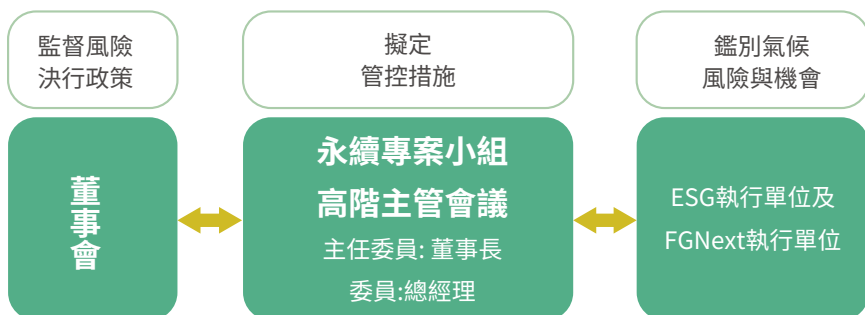 監督風險
決行政策
擬定
管控措施
鑑別氣候
風險與機會
董事會
永續專案小組
高階主管會議
主任委員: 董事長
委員:總經理
ESG執行單位及
FGNext執行單位